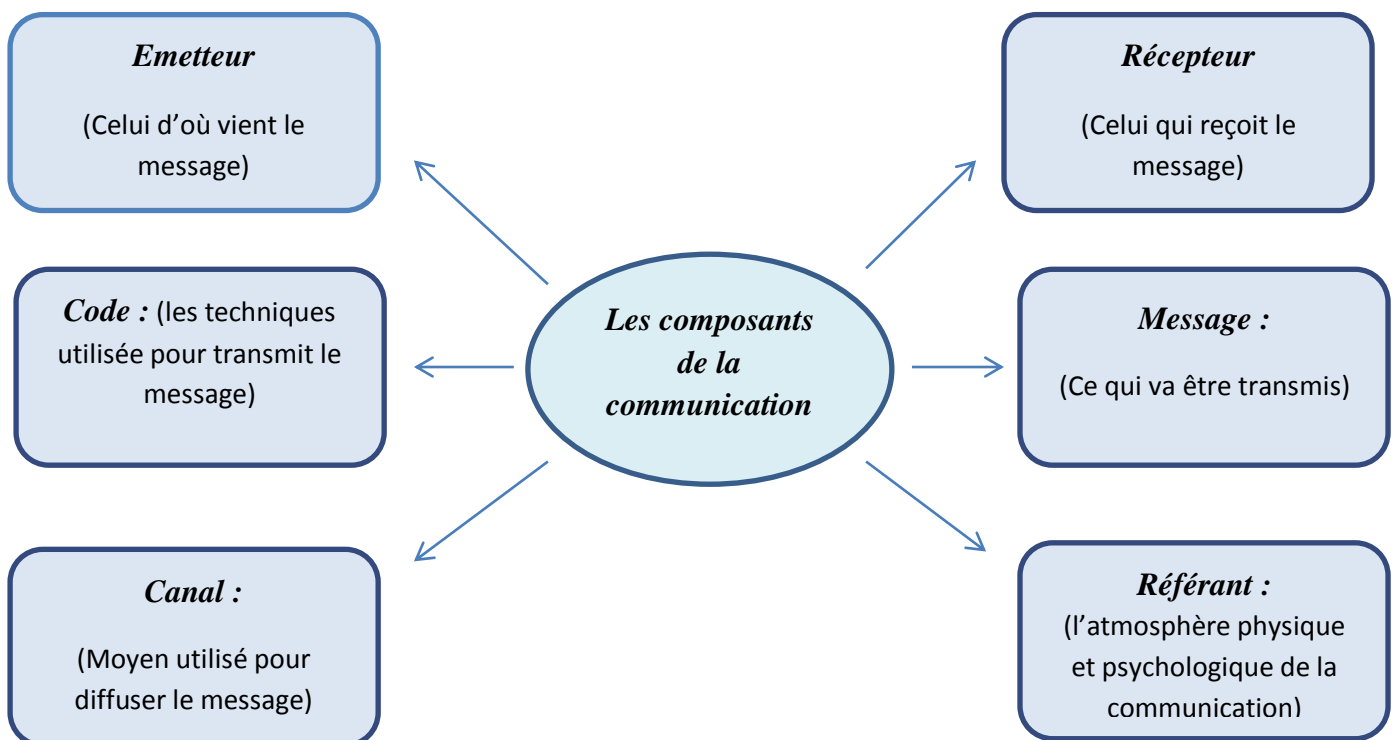 Emetteur
(Celui d’où vient le
message)
Récepteur
(Celui qui reçoit le
message)
Code : (les techniques
utilisée pour transmit le
message)
Les composants
de la
communication
Message :
(Ce qui va être transmis)
Canal :
(Moyen utilisé pour
diffuser le message)
Référant :
(l’atmosphère physique
et psychologique de la
communication)